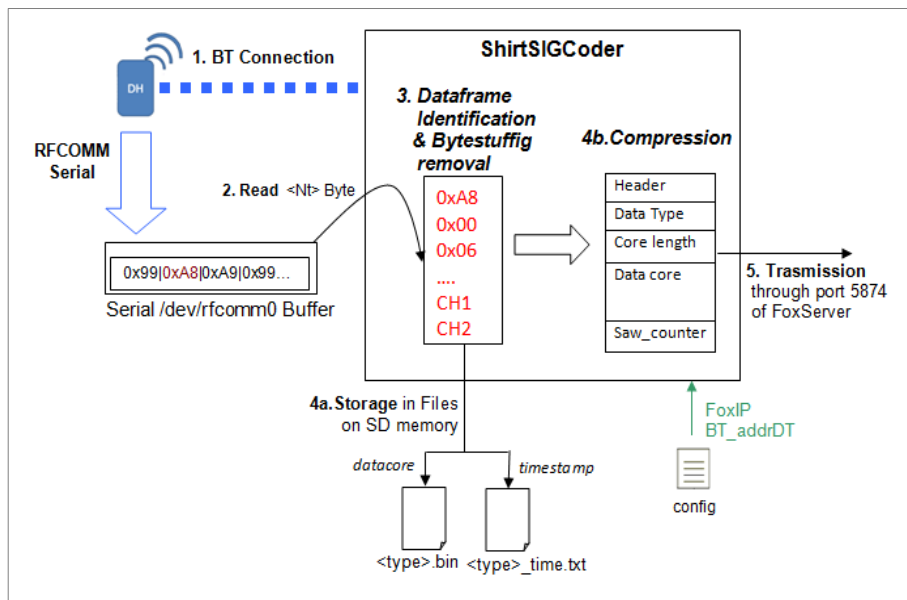 ShirtSIGCoder
1. BT Connection
DH
RFCOMM
Serial
2. Read <Nt> Byte
0x99|0xA8|0xA9|0x99...
Serial /dev/rfcomm0 Buffer
3. Dataframe
Identification
& Bytestuffig
removal
0xA8
0x00
0x06
....
CH1
CH2
4b.Compression
Header
Data Type
Core length
Data core
Saw_counter
5. Trasmission
through port 5874
of FoxServer
4a.Storage in Files
on SD memory
datacore
timestamp
<type>.bin
<type>_time.txt
FoxIP
BT_addrDT
config